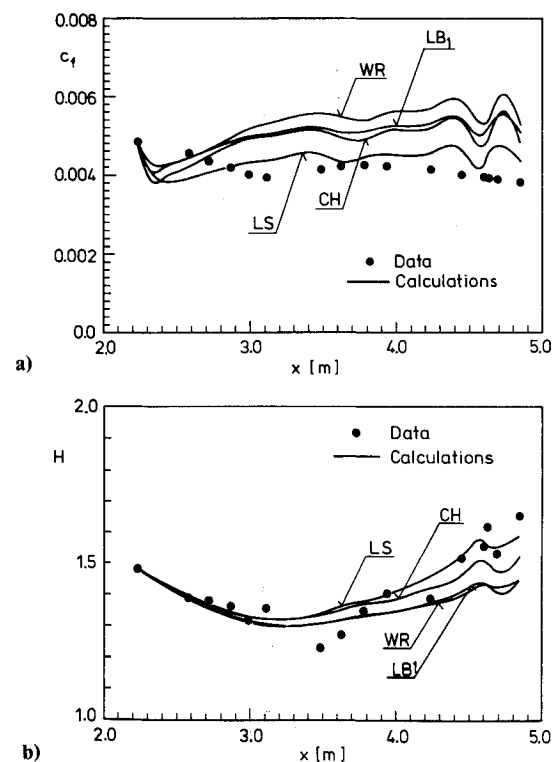 0.008
c_f
WR
LB₁
0.006
0.004
LS
CH
0.002
Data
Calculations
0.0
2.0 3.0 4.0 5.0
a)
x [m]
2.0
H
Data
Calculations
LS
CH
1.5
WR
LB1
1.0
2.0 3.0 4.0 5.0
b)
x [m]